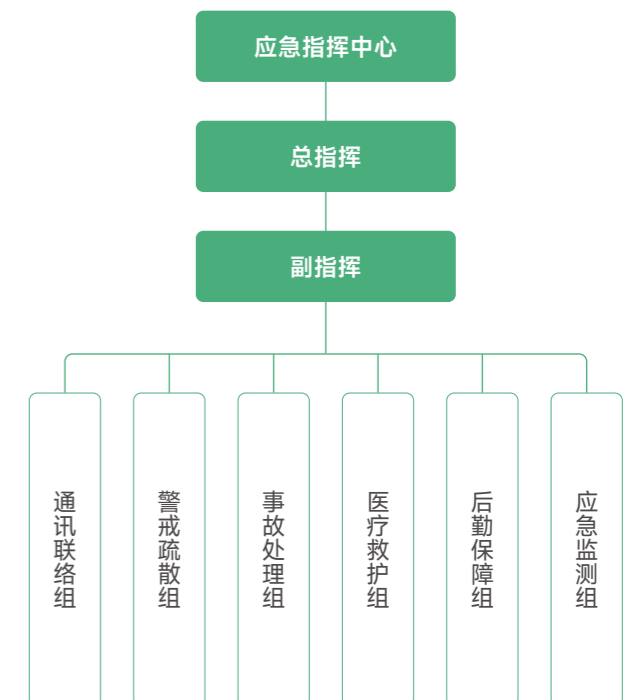 应急指挥中心
总指挥
副指挥
通讯联络组
警戒疏散组
事故处理组
医疗救护组
后勤保障组
应急监测组